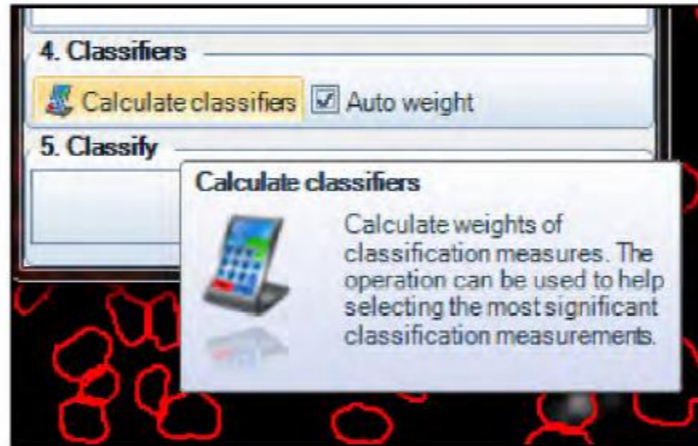 4. Classifiers
Calculate classifiers Auto weight
5. Classify
Calculate classifiers
Calculate weights of
classification measures. The
operation can be used to help
selecting the most significant
classification measurements.